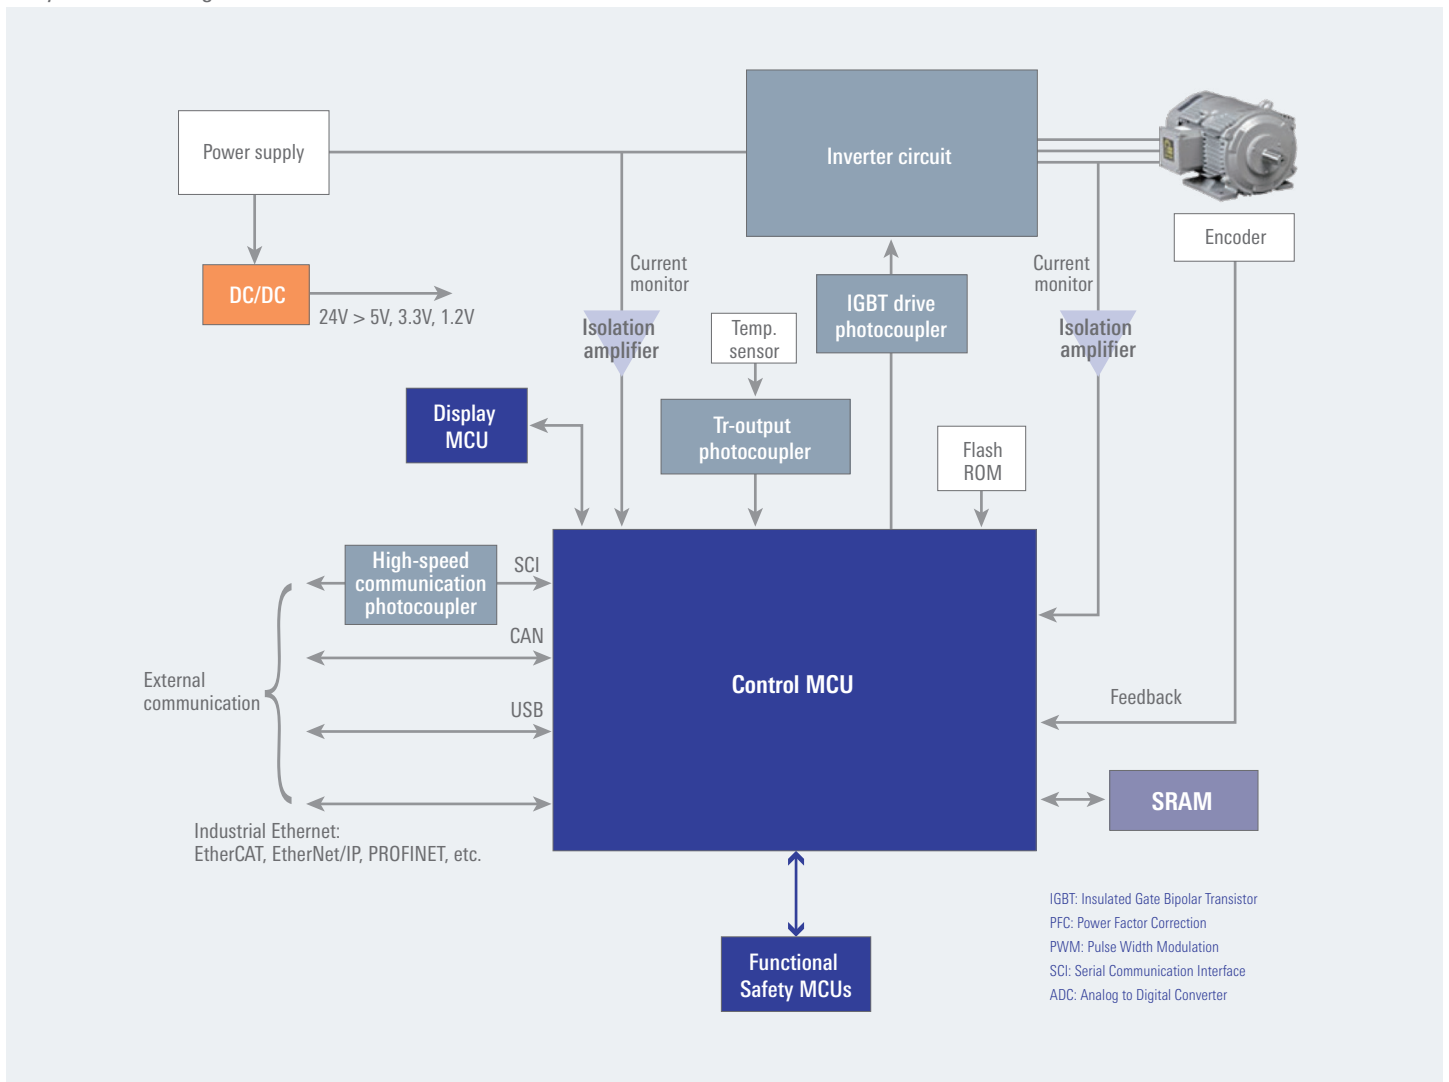 Power supply
Inverter circuit
Encoder
DC/DC
24V > 5V, 3.3V, 1.2V
Current
monitor
Isolation
amplifier
Temp.
sensor
IGBT drive
photocoupler
Current
monitor
Isolation
amplifier
Display
MCU
Tr-output
photocoupler
Flash
ROM
High-speed
communication
photocoupler
SCI
CAN
External
communication
USB
Control MCU
Feedback
SRAM
Industrial Ethernet:
EtherCAT, EtherNet/IP, PROFINET, etc.
Functional
Safety MCUs
IGBT: Insulated Gate Bipolar Transistor
PFC: Power Factor Correction
PWM: Pulse Width Modulation
SCI: Serial Communication Interface
ADC: Analog to Digital Converter